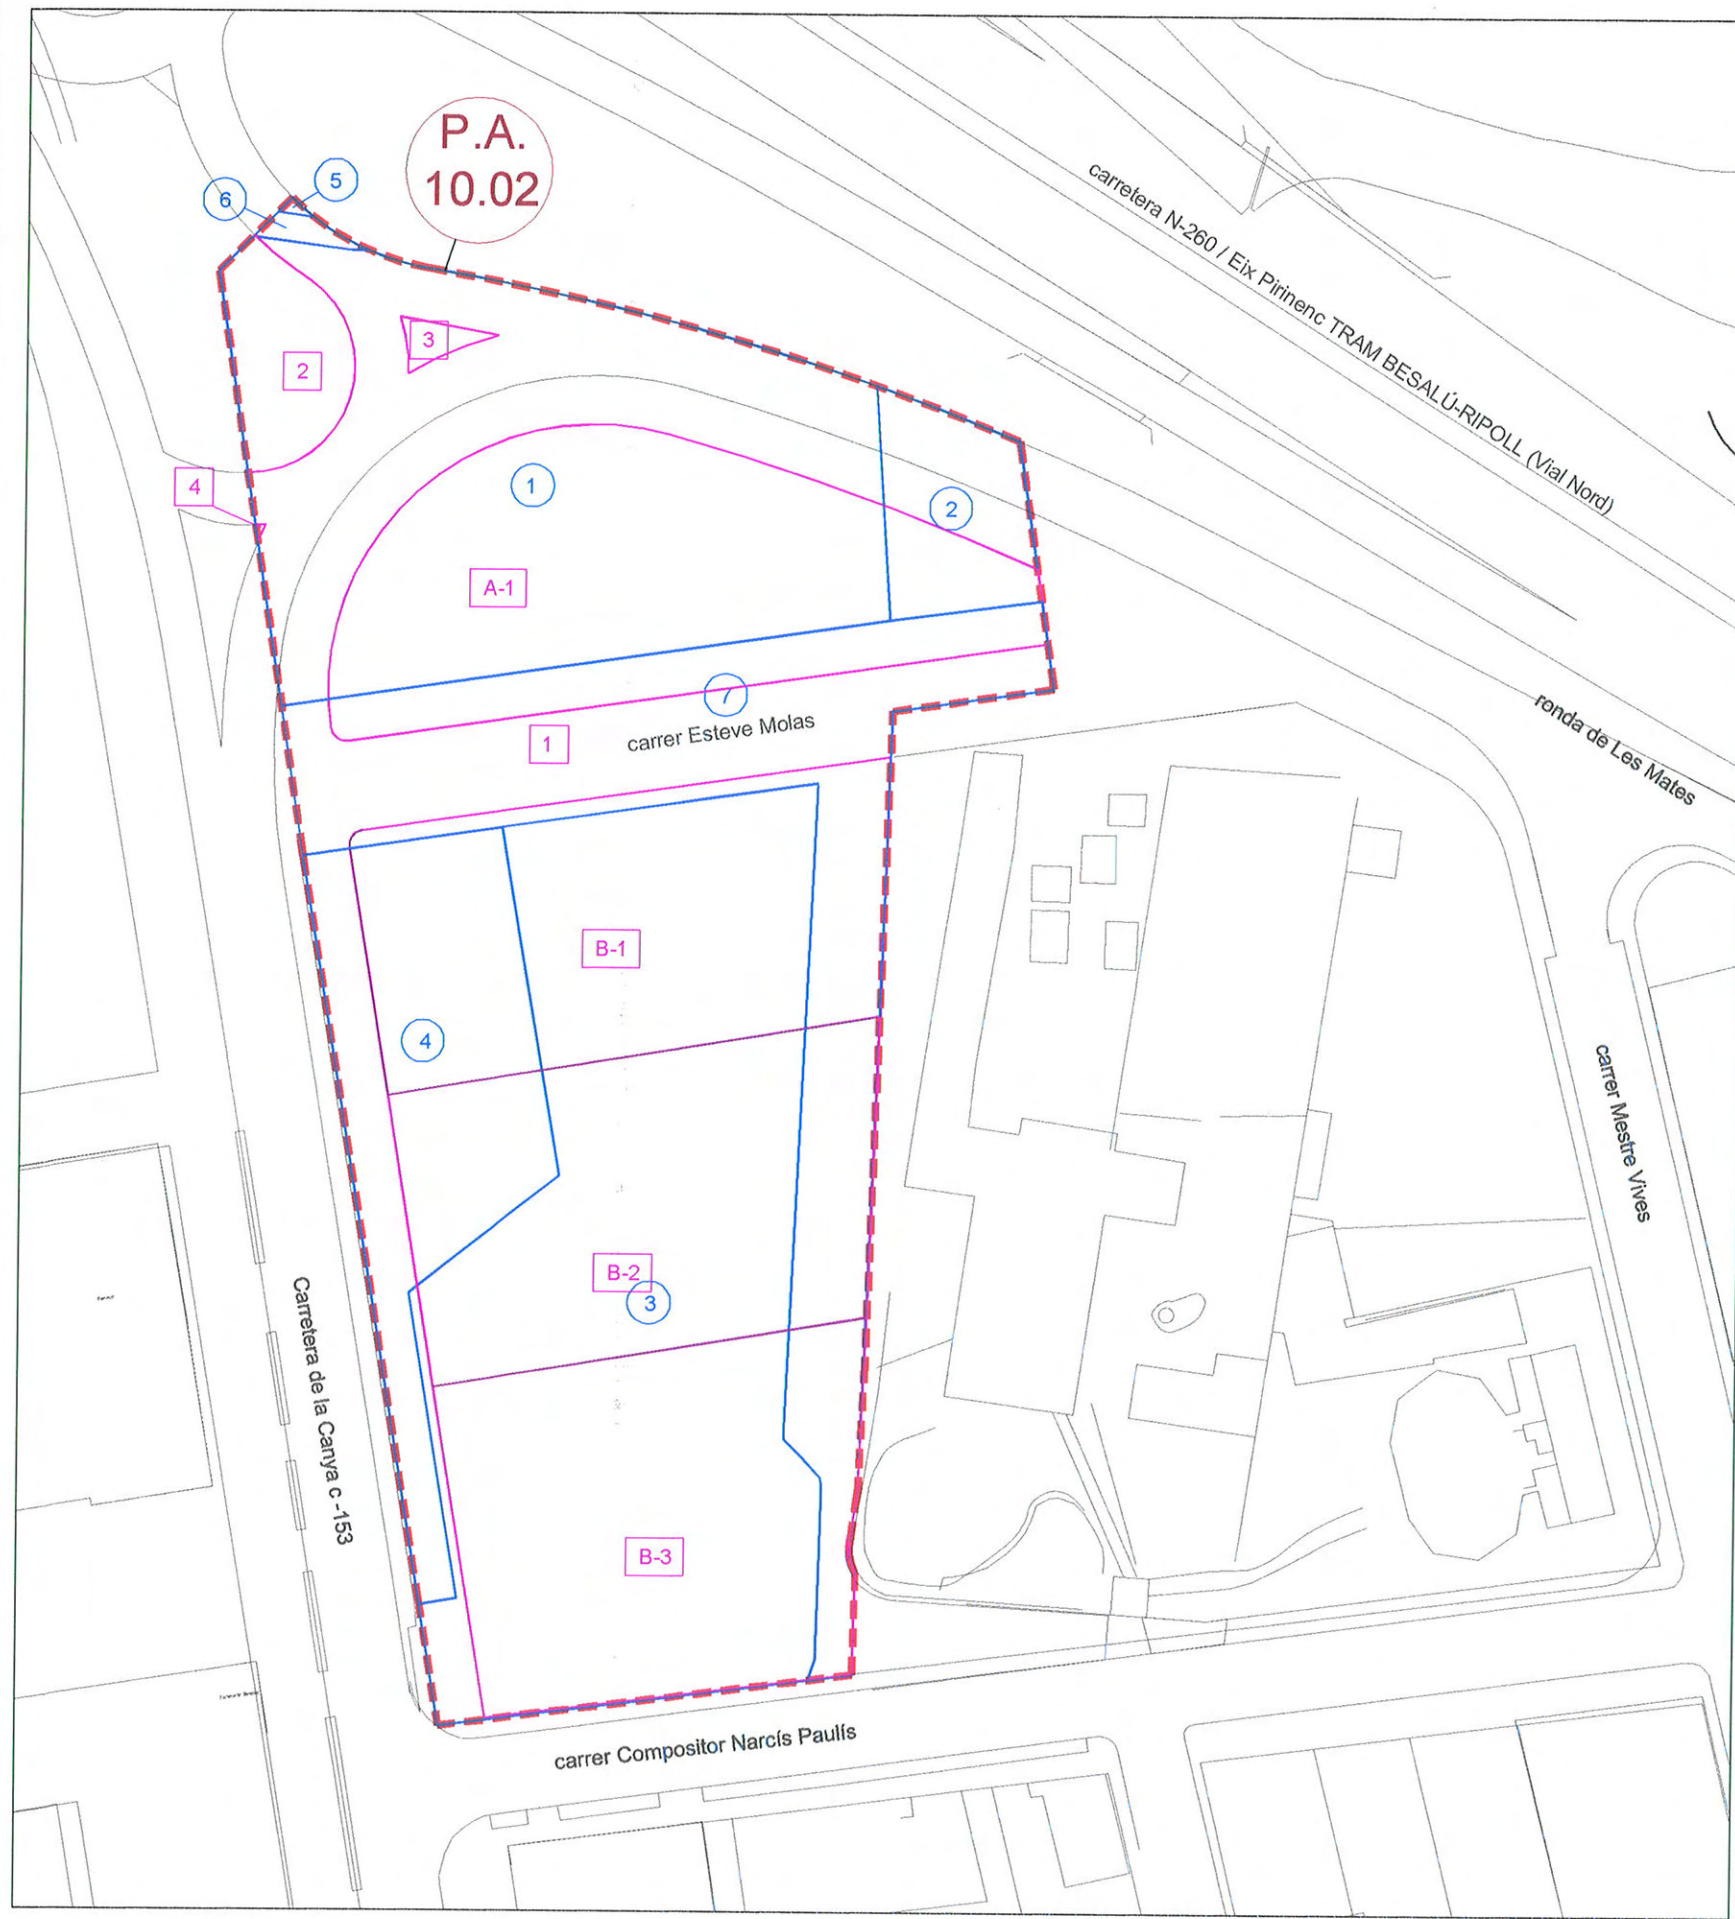 P.A.
10.02
5
6
carretera N-260 / Eix Pirinenc TRAM BESALÚ-RIPOLL (Vial Nord)
3
2
4
1
2
A-1
7
1
carrer Esteve Molas
ronda de Les Mates
B-1
4
carrer Mestre Vives
B-2
3
Carretera de la Canya c -153
B-3
carrer Compositor Narcís Paulís